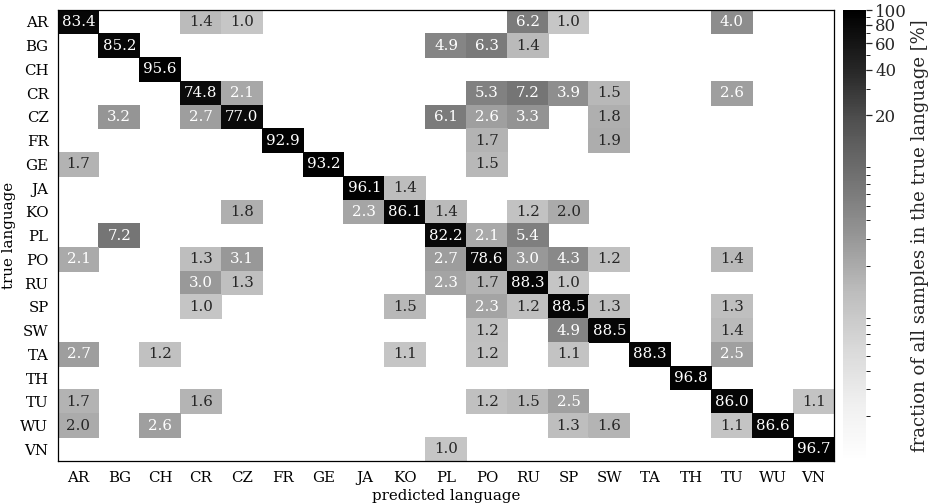 AR 83.4 1.4 1.0 6.2 1.0 4.0
BG 85.2 4.9 6.3 1.4
CH 95.6
CR 74.8 2.1 5.3 7.2 3.9 1.5 2.6
CZ 3.2 2.7 77.0 6.1 2.6 3.3 1.8
FR 92.9 1.7 1.9
GE 1.7 93.2 1.5
JA 96.1 1.4
KO 1.8 2.3 86.1 1.4 1.2 2.0
PL 7.2 82.2 2.1 5.4
PO 2.1 1.3 3.1 2.7 78.6 3.0 4.3 1.2 1.4
RU 3.0 1.3 2.3 1.7 88.3 1.0
SP 1.0 1.5 2.3 1.2 88.5 1.3 1.3
SW 1.2 4.9 88.5 1.4
TA 2.7 1.2 1.1 1.2 1.1 88.3 2.5
TH 96.8
TU 1.7 1.6 1.2 1.5 2.5 86.0 1.1
WU 2.0 2.6 1.3 1.6 1.1 86.6
VN 1.0 96.7
AR BG CH CR CZ FR GE JA KO PL PO RU SP SW TA TH TU WU VN
predicted language
true language
100
80
60
40
20
fraction of all samples in the true language [%]